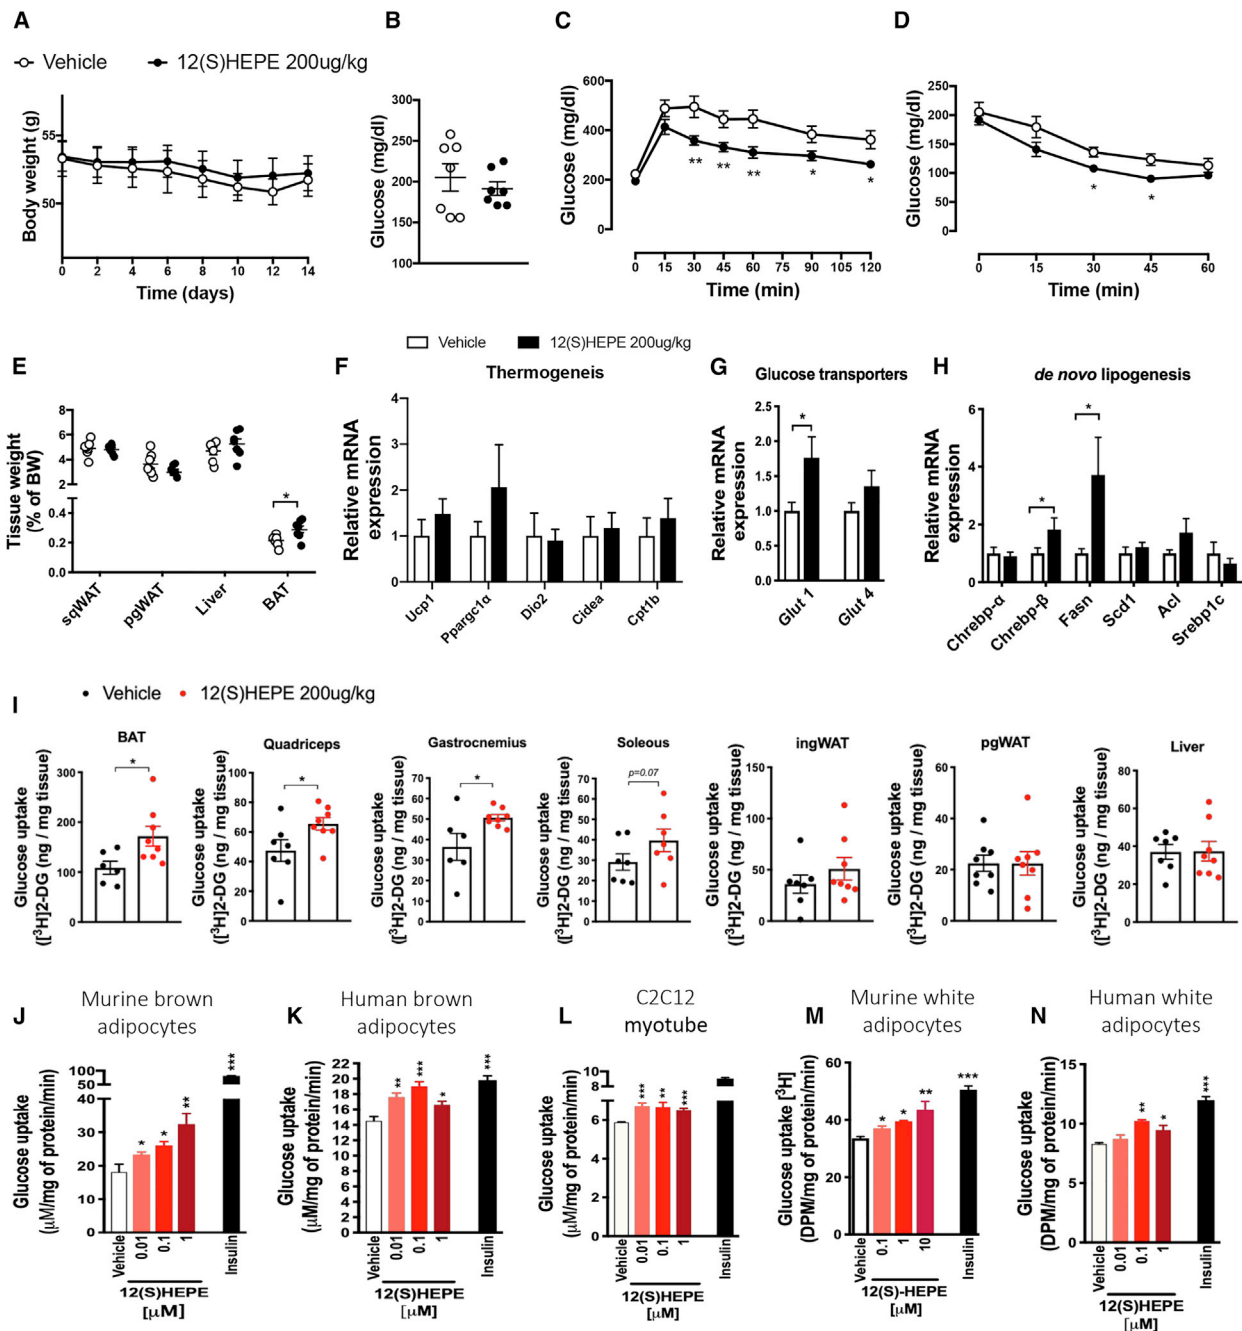 A
B
C
D
Vehicle
12(S)HEPE 200ug/kg
Body weight (g)
55
50
0 2 4 6 8 10 12 14
Time (days)
Glucose (mg/dl)
300
250
200
150
100
Glucose (mg/dl)
600
400
200
0
** ** ** * *
0 15 30 45 60 90 105 120
Time (min)
Glucose (mg/dl)
250
200
150
100
50
0
* *
0 15 30 45 60
Time (min)
E
F
G
H
Vehicle
12(S)HEPE 200ug/kg
Tissue weight
(% of BW)
8
6
4
2
0.4
0.2
0.0
*
sqWAT
pgWAT
Liver
BAT
Thermogeneis
Relative mRNA
expression
4
3
2
1
0
Ucp1
Ppargc1α
Dio2
Cidea
Cpt1b
Glucose transporters
Relative mRNA
expression
2.5
2.0
1.5
1.0
0.5
0.0
*
Glut 1
Glut 4
de novo lipogenesis
Relative mRNA
expression
6
4
2
0
*
*
Chrebp-α
Chrebp-β
Fasn
Scd1
Acl
Srebp1c
I
Vehicle
12(S)HEPE 200ug/kg
BAT
Glucose uptake
([³H]2-DG (ng / mg tissue)
300
200
100
0
*
Quadriceps
Glucose uptake
([³H]2-DG (ng / mg tissue)
100
80
60
40
20
0
*
Gastrocnemius
Glucose uptake
([³H]2-DG (ng / mg tissue)
70
60
50
40
30
20
10
0
*
Soleous
Glucose uptake
([³H]2-DG (ng / mg tissue)
70
60
50
40
30
20
10
0
p=0.07
ingWAT
Glucose uptake
([³H]2-DG (ng / mg tissue)
150
100
50
0
pgWAT
Glucose uptake
([³H]2-DG (ng / mg tissue)
60
40
20
0
Liver
Glucose uptake
([³H]2-DG (ng / mg tissue)
80
60
40
20
0
J
Murine brown
adipocytes
Glucose uptake
(μM/mg of protein/min)
100
50
40
30
20
10
0
* * ** ***
Vehicle
0.01
0.1
1
Insulin
12(S)HEPE
[μM]
K
Human brown
adipocytes
Glucose uptake
(μM/mg of protein/min)
22
20
18
16
14
12
10
8
6
4
2
0
** *** * ***
Vehicle
0.01
0.1
1
Insulin
12(S)HEPE
[μM]
L
C2C12
myotube
Glucose uptake
(μM/mg of protein/min)
10
8
6
4
2
0
*** ** ***
Vehicle
0.01
0.1
1
Insulin
12(S)HEPE
[μM]
M
Murine white
adipocytes
Glucose uptake [³H]
(DPM/mg of protein/min)
60
40
20
0
* * ** ***
Vehicle
0.1
1
10
Insulin
12(S)-HEPE
[μM]
N
Human white
adipocytes
Glucose uptake
(DPM/mg of protein/min)
15
10
5
0
** * ***
Vehicle
0.01
0.1
1
Insulin
12(S)HEPE
[μM]